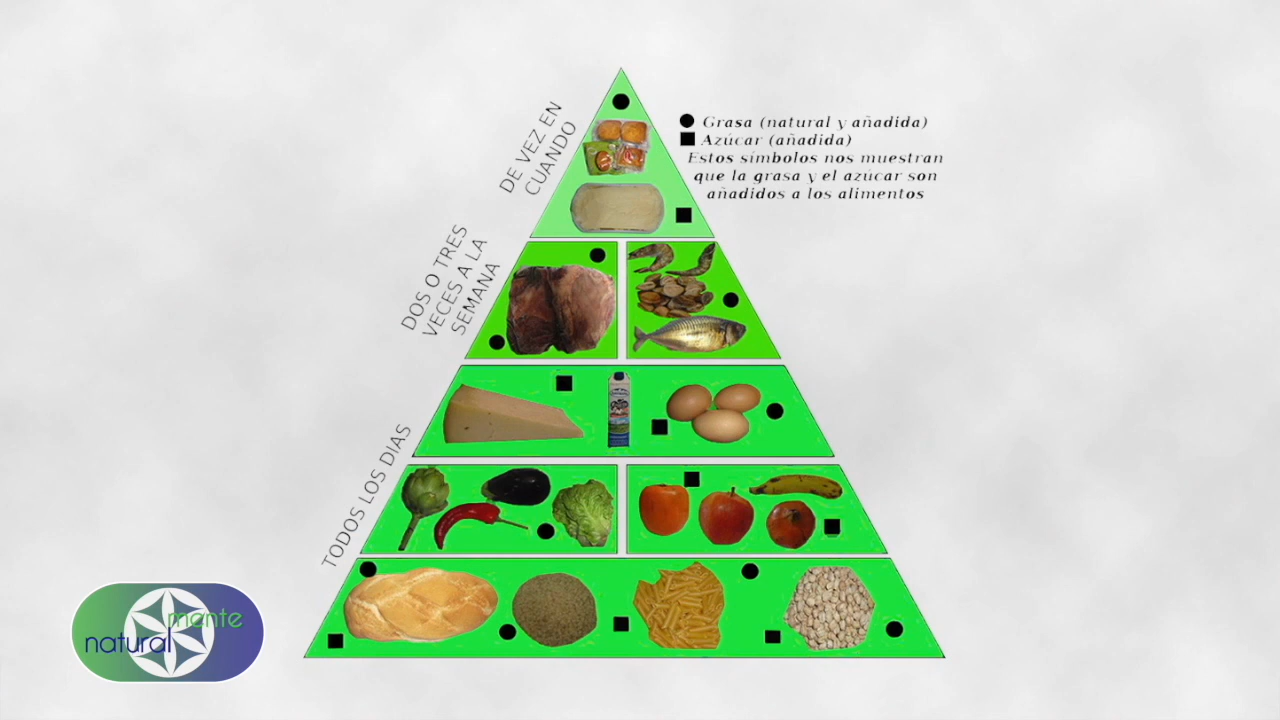 DE VEZ EN
CUANDO
Grasa (natural y añadida)
Azúcar (añadida)
Estos símbolos nos muestran
que la grasa y el azúcar son
añadidos a los alimentos
DOS O TRES
VECES A LA
SEMANA
TODOS LOS DIAS
mente
natural